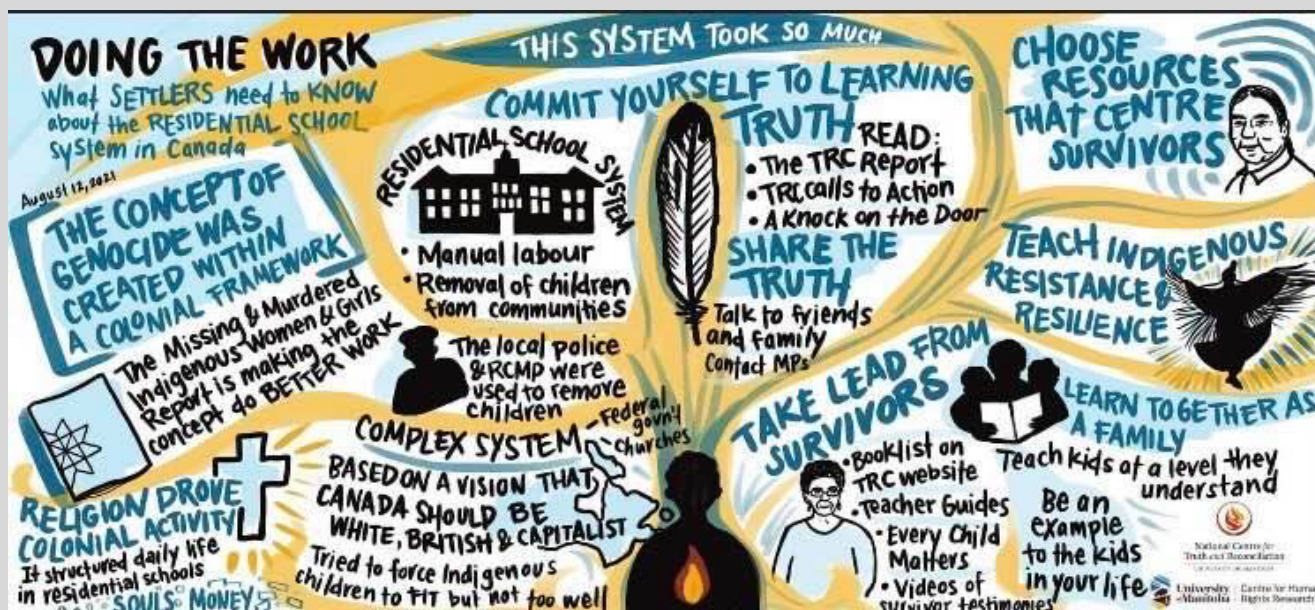 DOING THE WORK
What SETTLERS need to KNOW
about the RESIDENTIAL SCHOOL
system in Canada
August 12, 2021
THE CONCEPT OF
GENOCIDE WAS
CREATED WITHIN
A COLONIAL FRAMEWORK
The Missing & Murdered
Indigenous Women & Girls
Report is making the
concept do BETTER WORK
RELIGION DROVE
COLONIAL ACTIVITY
It structured daily life
in residential schools
SOULS MONEY
THIS SYSTEM TOOK SO MUCH
COMMIT YOURSELF TO LEARNING
TRUTH
RESIDENTIAL SCHOOL SYSTEM
• Manual labour
• Removal of children
from communities
The local police
& RCMP were
used to remove
children
COMPLEX SYSTEM
- Federal
gov'n't
Churches
BASED ON A VISION THAT
CANADA SHOULD BE
WHITE, BRITISH & CAPITALIST
Tried to force Indigenous
children to FIT but not too well
READ:
• The TRC Report
• TRC calls to Action
• A Knock on the Door
SHARE THE
TRUTH
Talk to friends
and family
Contact MPs
TAKE LEAD FROM
SURVIVORS
• Booklist on
TRC website
• Teacher Guides
• Every Child
Matters
• Videos of
survivor testimonies
CHOOSE
RESOURCES
THAT CENTRE
SURVIVORS
TEACH INDIGENOUS
RESISTANCE &
RESILIENCE
LEARN TOGETHER AS
A FAMILY
Teach kids at a level they
understand
Be an
example
to the kids
in your life
National Centre for
Truth and Reconciliation
University
of Manitoba
Centre for Human
Rights Research